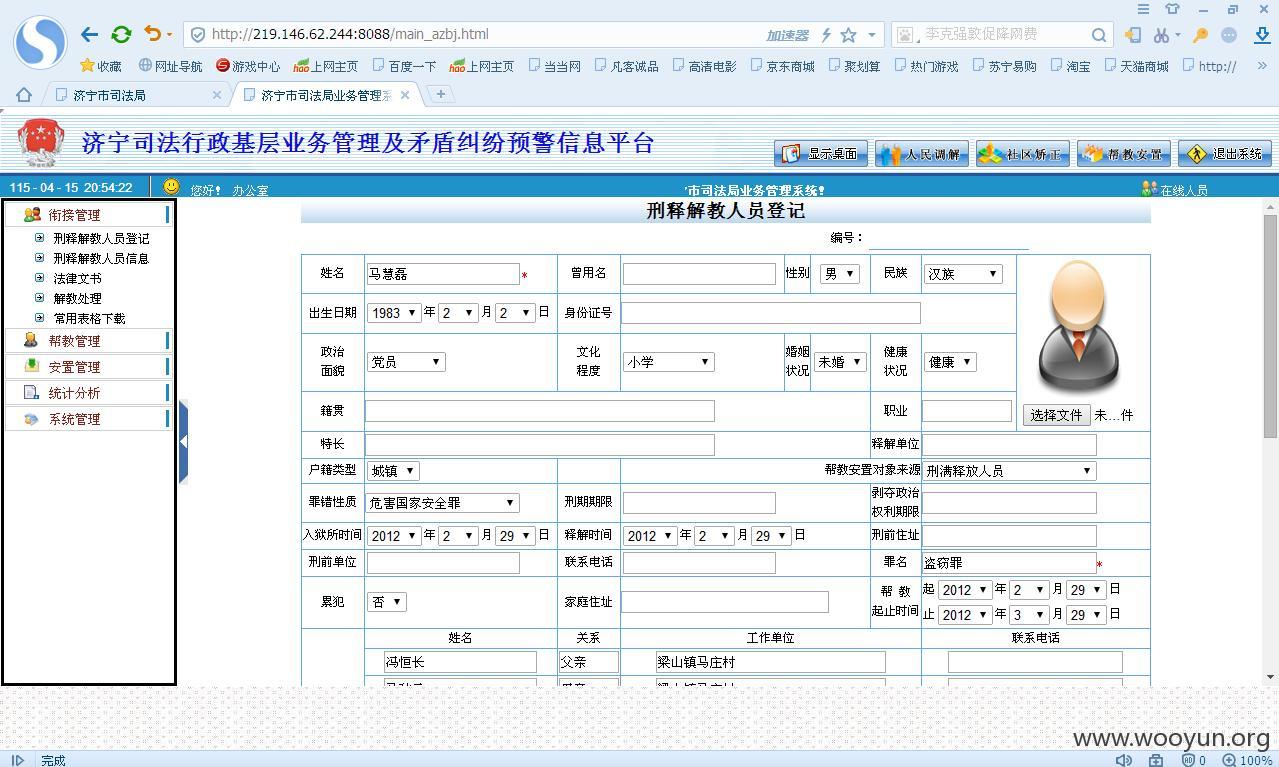 http://219.146.62.244:8088/main_azbj.html 加速器 李克强敦促降网费
收藏 网址导航 游戏中心 上网主页 百度一下 上网主页 当当网 凡客诚品 高清电影 京东商城 聚划算 热门游戏 苏宁易购 淘宝 天猫商城 http://
济宁市司法局 济宁市司法局业务管理系
济宁司法行政基层业务管理及矛盾纠纷预警信息平台
显示桌面 人民调解 社区矫正 帮教安置 退出系统
115 - 04 - 15 20:54:22 您好! 办公室 市司法局业务管理系统! 在线人员
衔接管理
刑释解教人员登记
刑释解教人员信息
法律文书
解教处理
常用表格下载
帮教管理
安置管理
统计分析
系统管理
刑释解教人员登记
编号:
姓名 马慧磊 * 曾用名 性别 男 民族 汉族
出生日期 1983 年 2 月 2 日 身份证号
政治面貌 党员 文化程度 小学 婚姻状况 未婚 健康状况 健康
籍贯 职业 选择文件 未...件
特长 释解单位
户籍类型 城镇 帮教安置对象来源 刑满释放人员
罪错性质 危害国家安全罪 刑期期限 剥夺政治权利期限
入狱所时间 2012 年 2 月 29 日 释解时间 2012 年 2 月 29 日 刑前住址
刑前单位 联系电话 罪名 盗窃罪 *
累犯 否 家庭住址 帮 教 起止时间 起 2012 年 2 月 29 日
止 2012 年 3 月 29 日
姓名 关系 工作单位 联系电话
冯恒长 父亲 梁山镇马庄村
www.wooyun.org
完成 0 100%